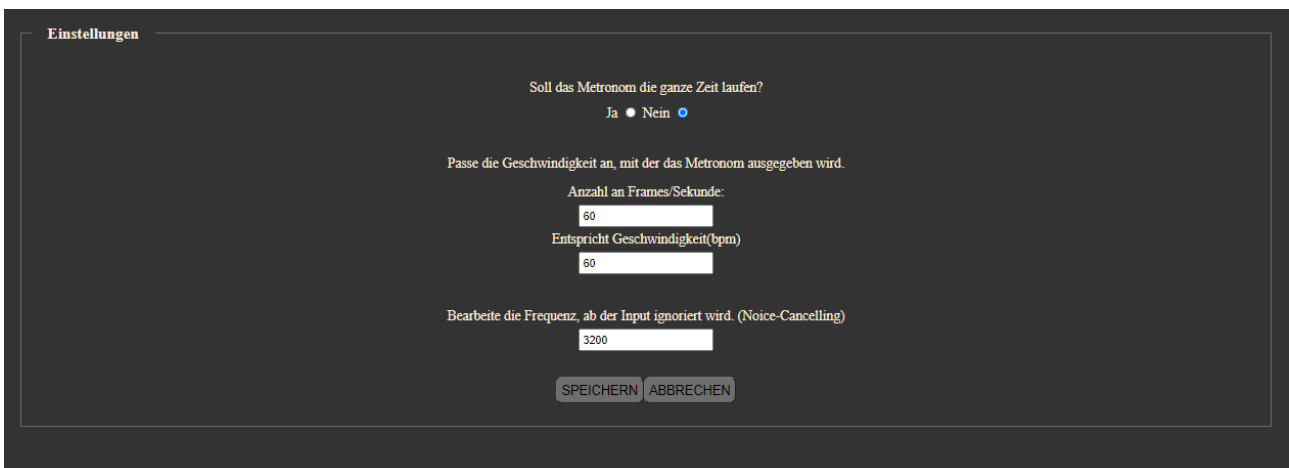 Einstellungen
Soll das Metronom die ganze Zeit laufen?
Ja Nein
Passe die Geschwindigkeit an, mit der das Metronom ausgegeben wird.
Anzahl an Frames/Sekunde:
60
Entspricht Geschwindigkeit(bpm)
60
Bearbeite die Frequenz, ab der Input ignoriert wird. (Noice-Cancelling)
3200
SPEICHERN ABBRECHEN